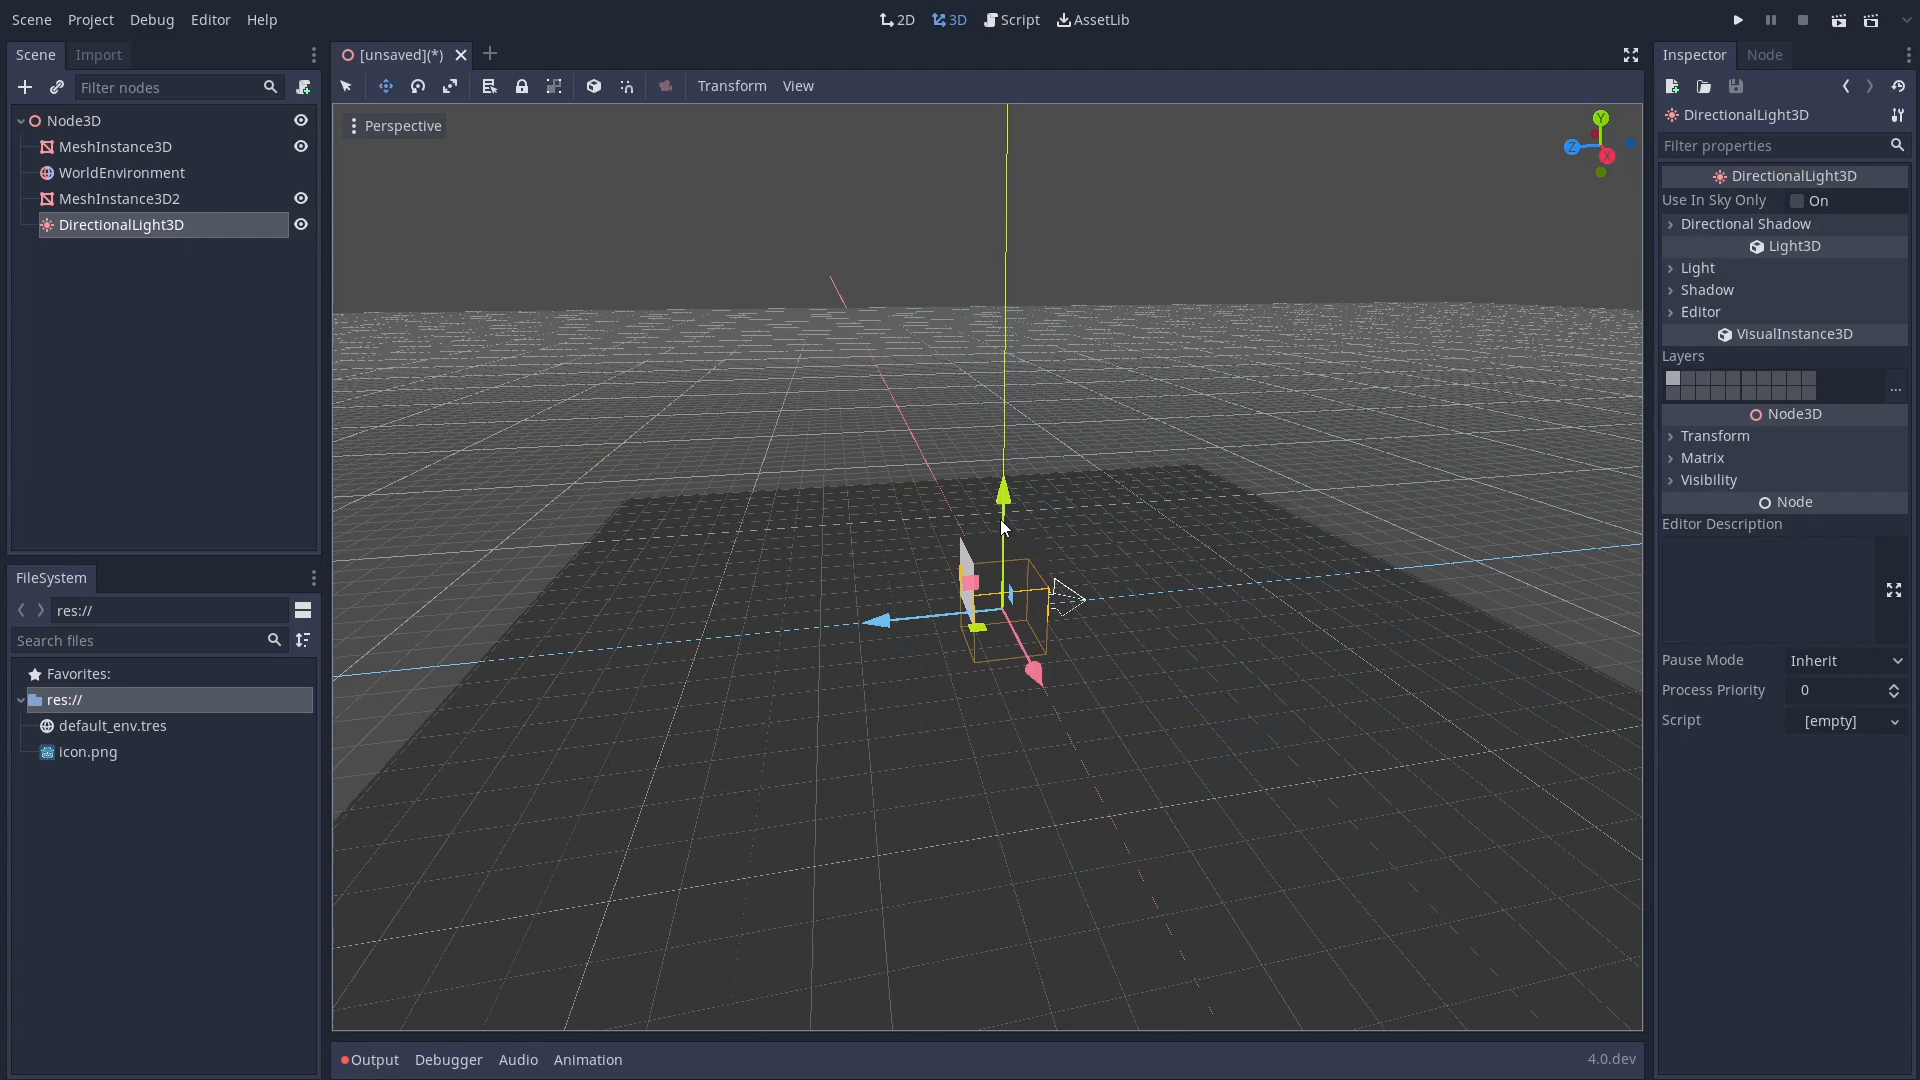 Scene Project Debug Editor Help
2D 3D Script AssetLib
Scene Import
Filter nodes
Node3D
MeshInstance3D
WorldEnvironment
MeshInstance3D2
DirectionalLight3D
FileSystem
res://
Search files
Favorites:
res://
default_env.tres
icon.png
[unsaved](*)
Transform View
Perspective
Y
Z
X
Output Debugger Audio Animation
4.0.dev
Inspector Node
DirectionalLight3D
Filter properties
DirectionalLight3D
Use In Sky Only On
Directional Shadow
Light3D
Light
Shadow
Editor
VisualInstance3D
Layers
...
Node3D
Transform
Matrix
Visibility
Node
Editor Description
Pause Mode Inherit
Process Priority 0
Script [empty]